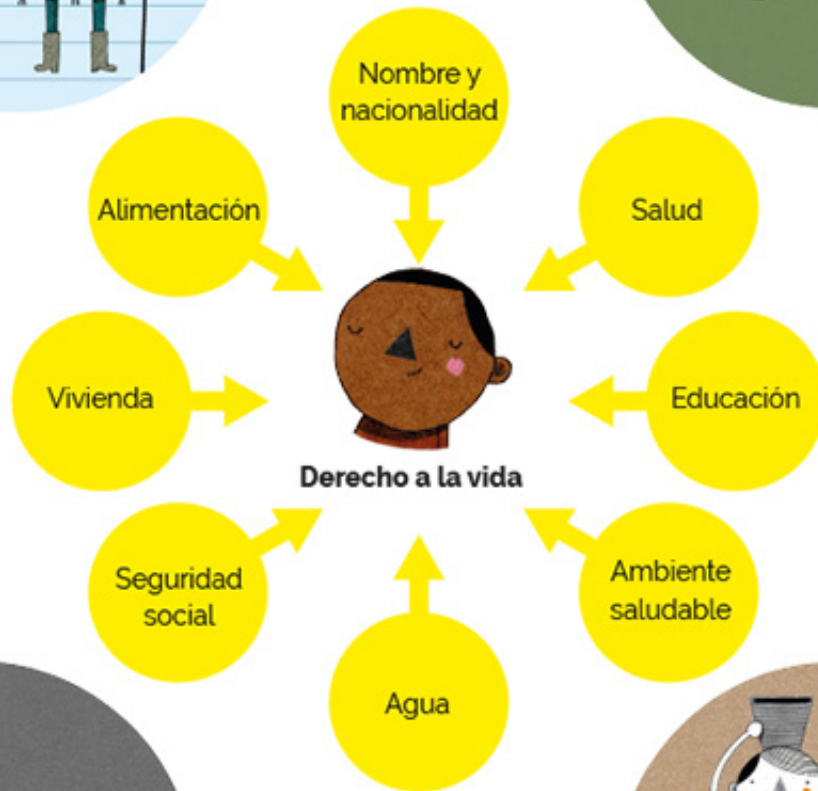 Nombre y
nacionalidad
Alimentación
Salud
Vivienda
Educación
Derecho a la vida
Seguridad
social
Ambiente
saludable
Agua